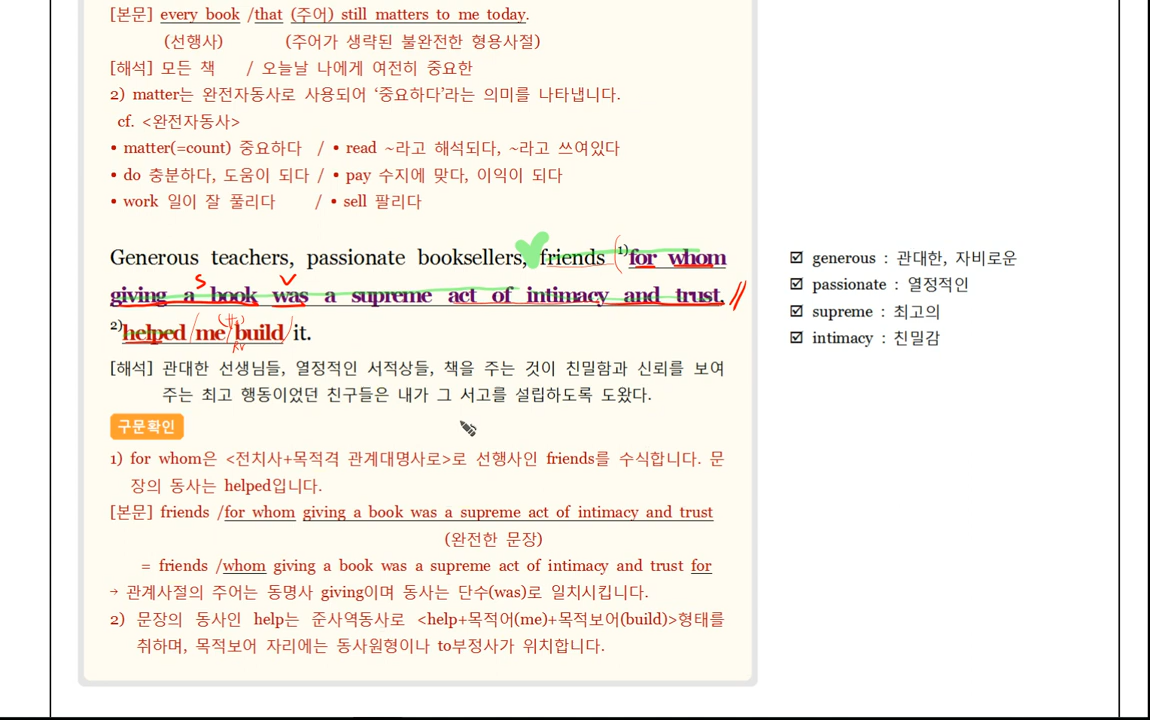 [본문] every book /that (주어) still matters to me today.
(선행사) (주어가 생략된 불완전한 형용사절)
[해석] 모든 책 / 오늘날 나에게 여전히 중요한
2) matter는 완전자동사로 사용되어 ‘중요하다’라는 의미를 나타냅니다.
cf. <완전자동사>
• matter(=count) 중요하다 / • read ~라고 해석되다, ~라고 쓰여있다
• do 충분하다, 도움이 되다 / • pay 수지에 맞다, 이익이 되다
• work 일이 잘 풀리다 / • sell 팔리다
Generous teachers, passionate booksellers, friends 1)for whom
S V
giving a book was a supreme act of intimacy and trust,
2)helped me build it.
[해석] 관대한 선생님들, 열정적인 서적상들, 책을 주는 것이 친밀함과 신뢰를 보여
주는 최고 행동이었던 친구들은 내가 그 서고를 설립하도록 도왔다.
구문확인
1) for whom은 <전치사+목적격 관계대명사로>로 선행사인 friends를 수식합니다. 문
장의 동사는 helped입니다.
[본문] friends /for whom giving a book was a supreme act of intimacy and trust
(완전한 문장)
= friends /whom giving a book was a supreme act of intimacy and trust for
→ 관계사절의 주어는 동명사 giving이며 동사는 단수(was)로 일치시킵니다.
2) 문장의 동사인 help는 준사역동사로 <help+목적어(me)+목적보어(build)>형태를
취하며, 목적보어 자리에는 동사원형이나 to부정사가 위치합니다.
☑ generous : 관대한, 자비로운
☑ passionate : 열정적인
☑ supreme : 최고의
☑ intimacy : 친밀감